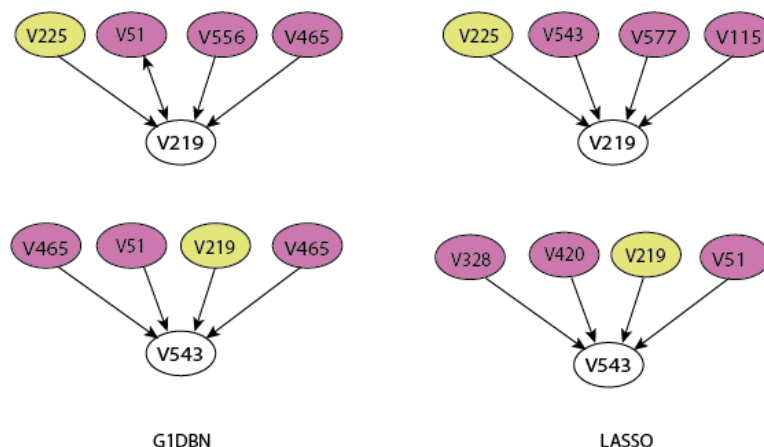 V225 V51 V556 V465 V225 V543 V577 V115
V219 V219
V465 V51 V219 V465 V328 V420 V219 V51
V543 V543
G1DBN LASSO